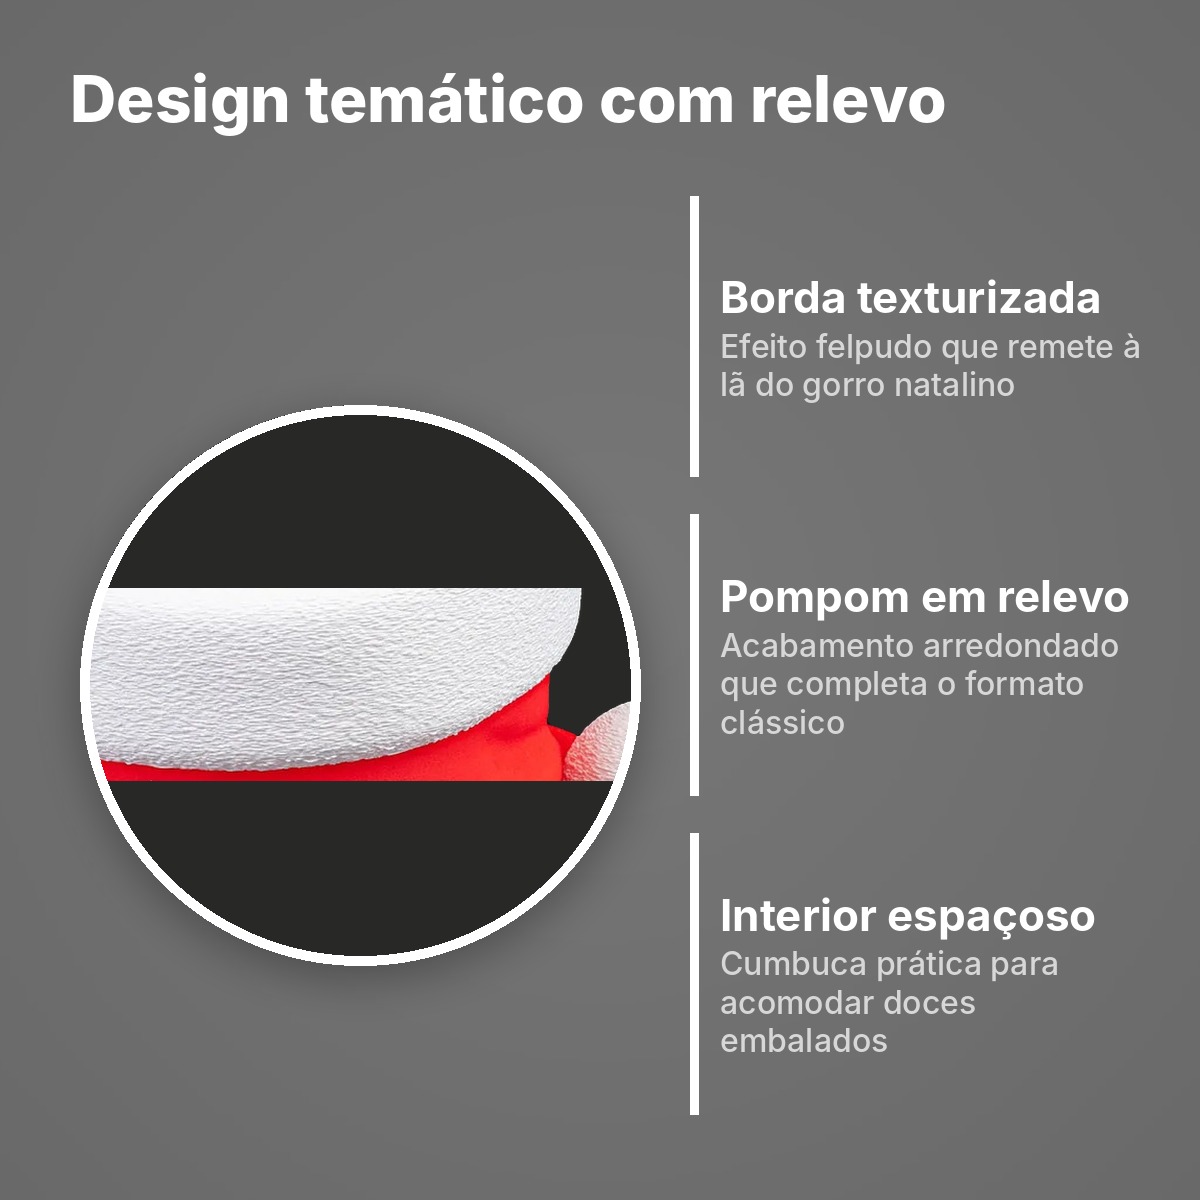 Design temático com relevo
Borda texturizada
Efeito felpudo que remete à
lã do gorro natalino
Pompom em relevo
Acabamento arredondado
que completa o formato
clássico
Interior espaçoso
Cumbuca prática para
acomodar doces
embalados